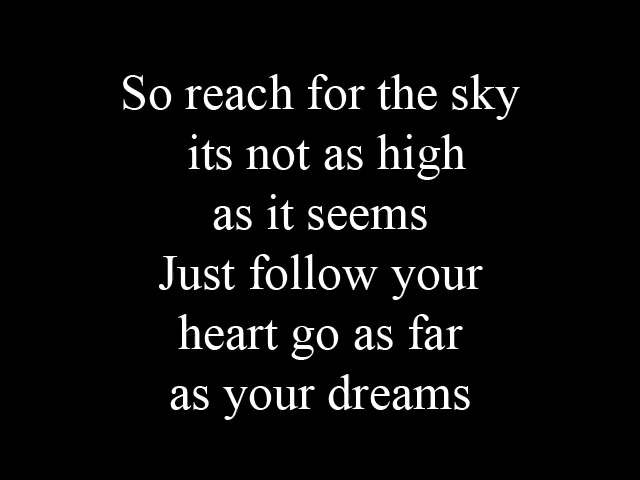 So reach for the sky
its not as high
as it seems
Just follow your
heart go as far
as your dreams